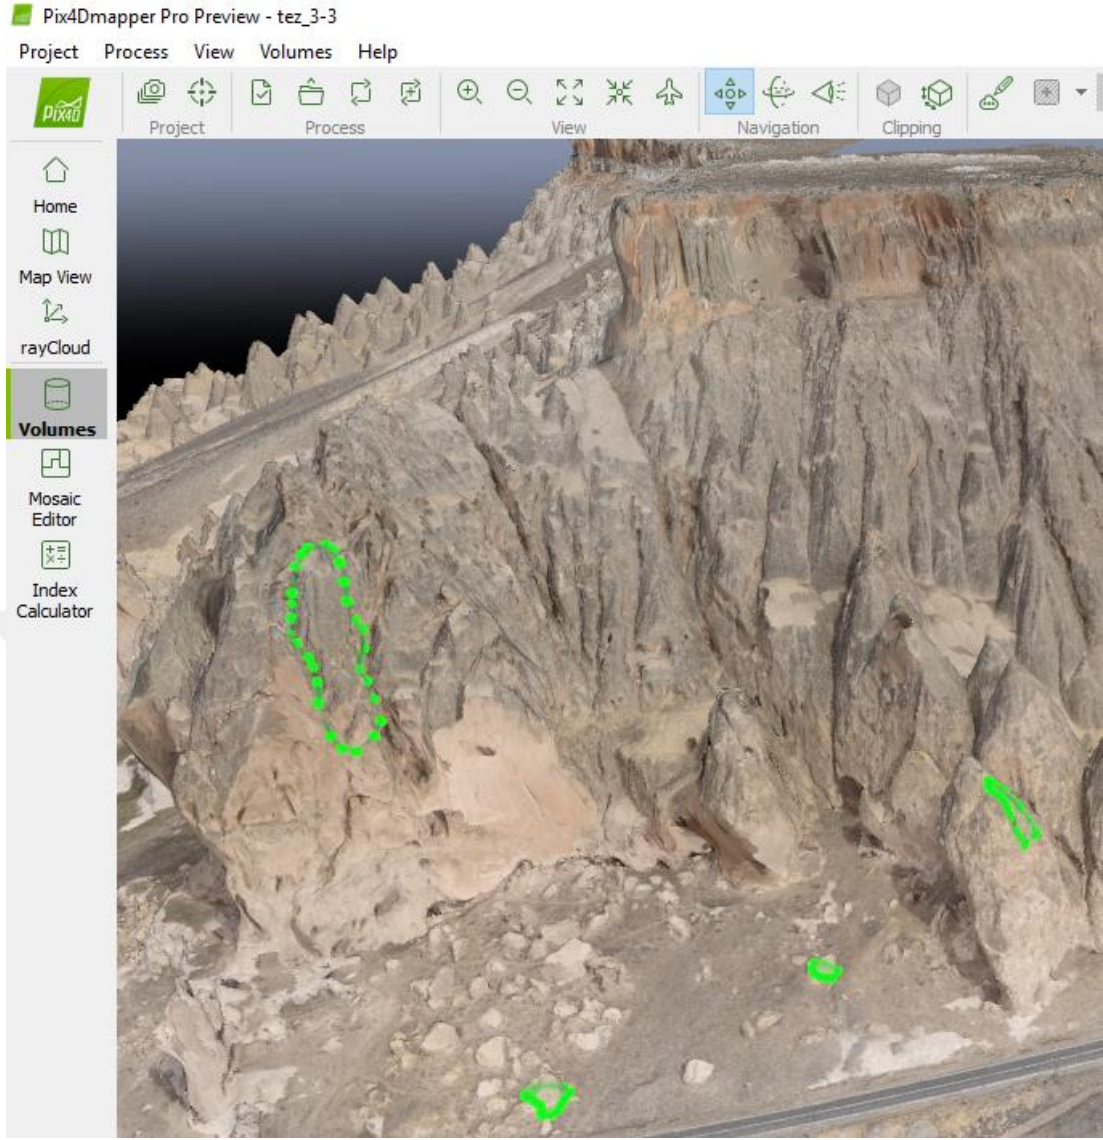 Pix4Dmapper Pro Preview - tez_3-3
Project Process View Volumes Help
PIX4D
Project Process View Navigation Clipping
Home
Map View
rayCloud
Volumes
Mosaic
Editor
Index
Calculator